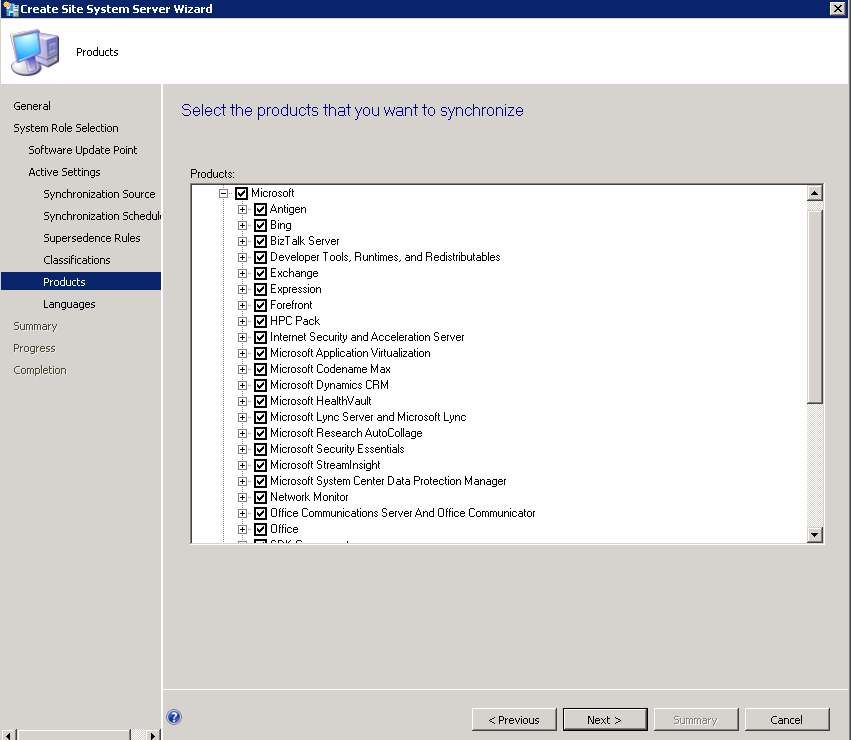 Create Site System Server Wizard
Products
General
System Role Selection
Software Update Point
Active Settings
Synchronization Source
Synchronization Schedul
Supersedence Rules
Classifications
Products
Languages
Summary
Progress
Completion
Select the products that you want to synchronize
Products:
Microsoft
Antigen
Bing
BizTalk Server
Developer Tools, Runtimes, and Redistributables
Exchange
Expression
Forefront
HPC Pack
Internet Security and Acceleration Server
Microsoft Application Virtualization
Microsoft Codename Max
Microsoft Dynamics CRM
Microsoft HealthVault
Microsoft Lync Server and Microsoft Lync
Microsoft Research AutoCollage
Microsoft Security Essentials
Microsoft StreamInsight
Microsoft System Center Data Protection Manager
Network Monitor
Office Communications Server And Office Communicator
Office
< Previous
Next >
Summary
Cancel